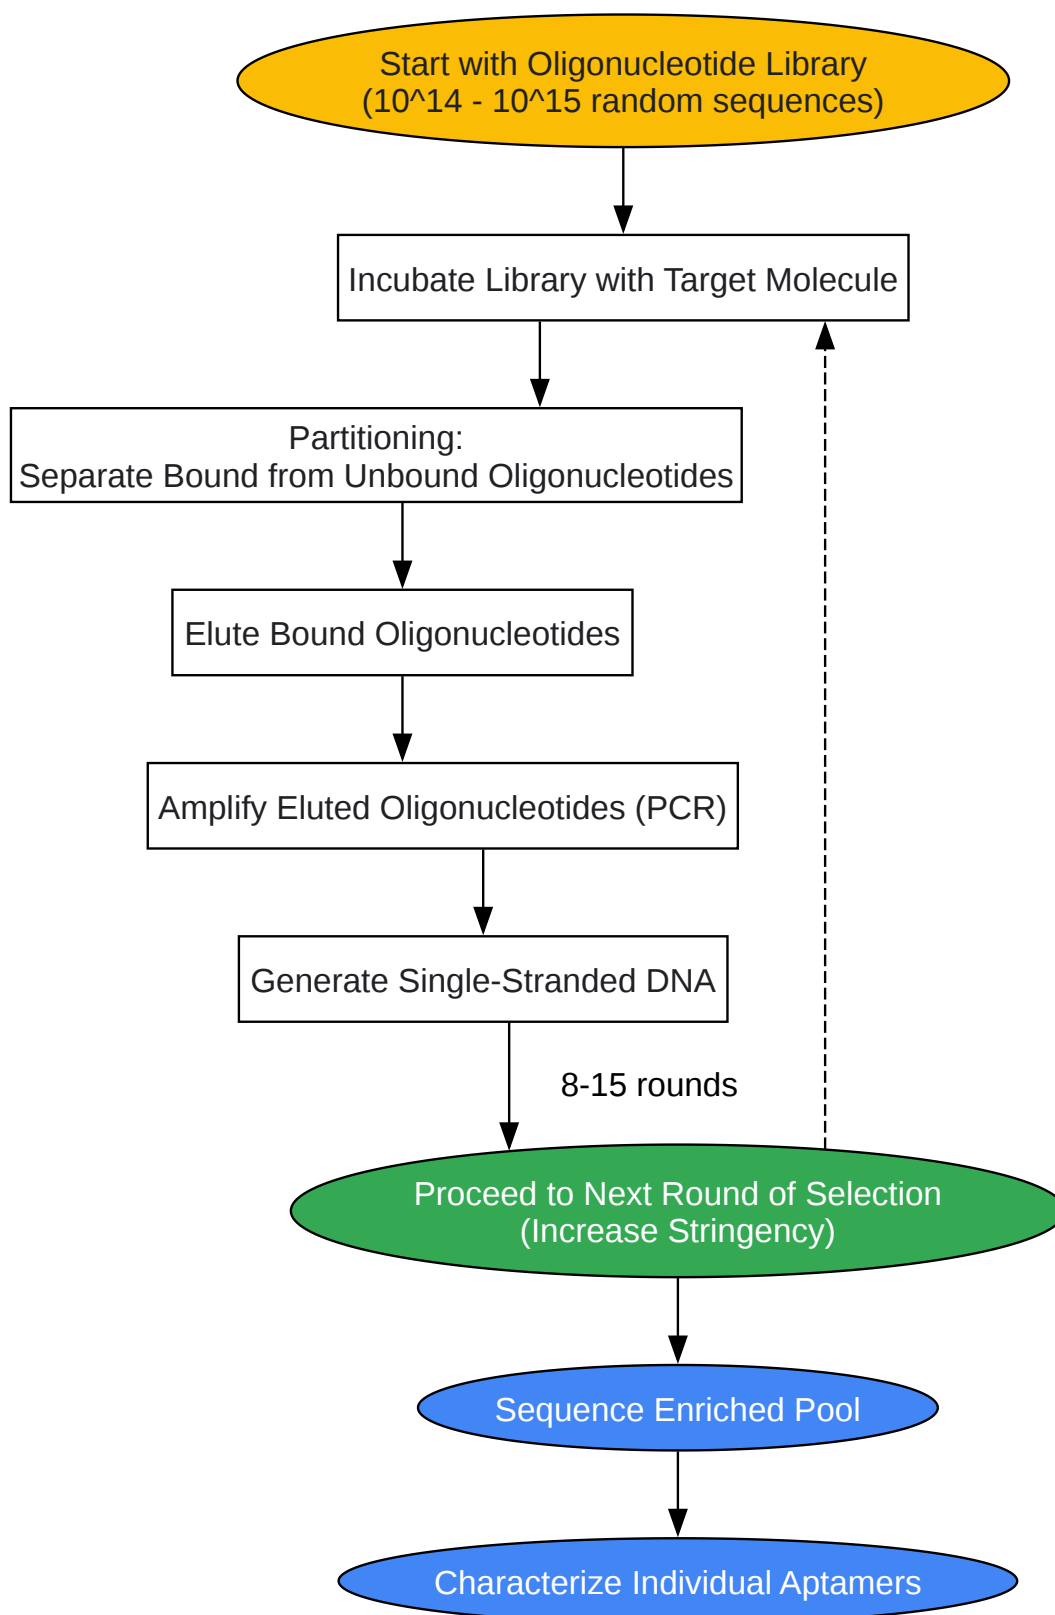 Start with Oligonucleotide Library
(10^14 - 10^15 random sequences)
Incubate Library with Target Molecule
Partitioning:
Separate Bound from Unbound Oligonucleotides
Elute Bound Oligonucleotides
Amplify Eluted Oligonucleotides (PCR)
Generate Single-Stranded DNA
8-15 rounds
Proceed to Next Round of Selection
(Increase Stringency)
Sequence Enriched Pool
Characterize Individual Aptamers